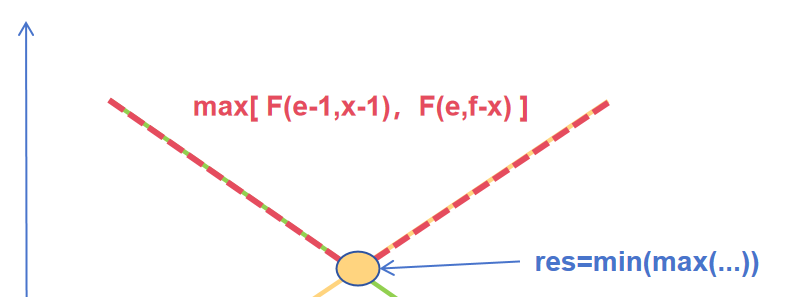 max[ F(e-1,x-1)，F(e,f-x) ]
res=min(max(...))